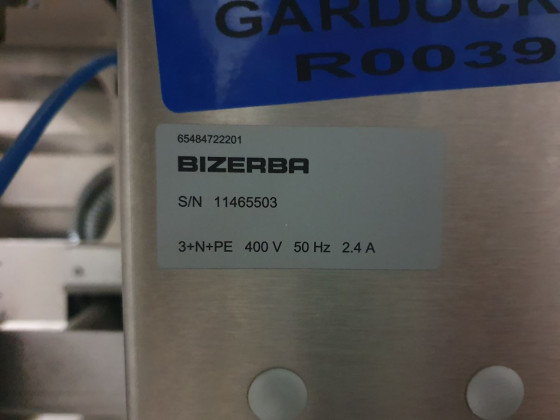 GARDOCK
R0039
65484722201
BIZERBA
S/N 11465503
3+N+PE 400 V 50 Hz 2.4 A